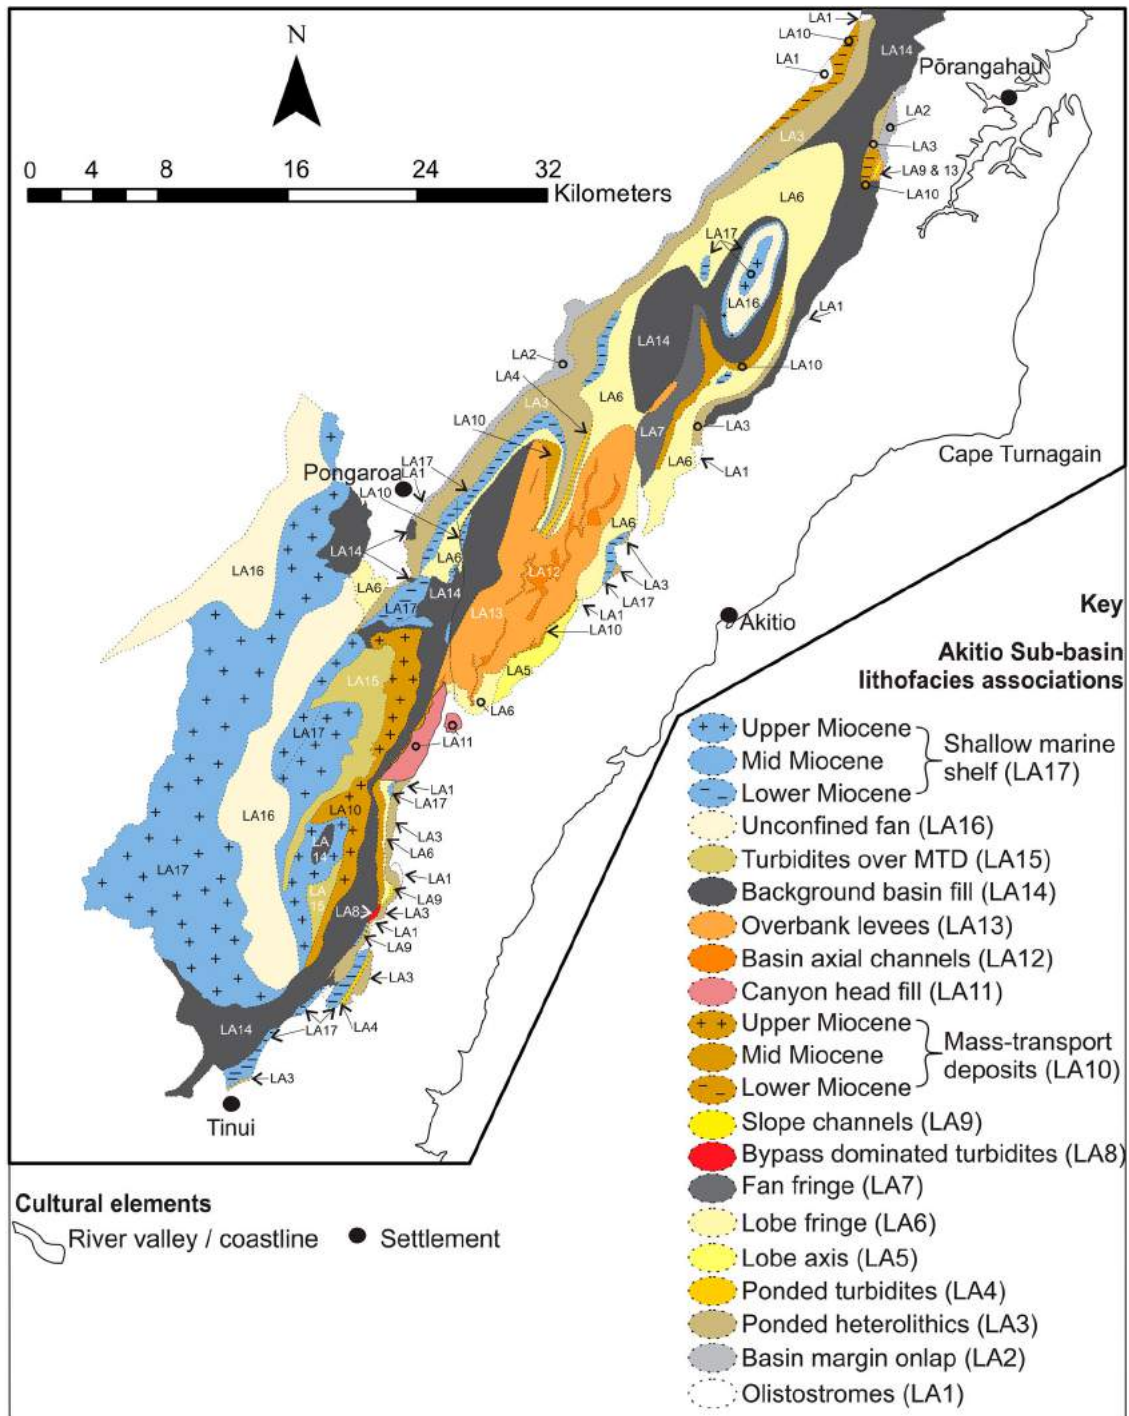 N
0 4 8 16 24 32
Kilometers
LA1
LA10
LA14
LA1
Pōrangahau
LA2
LA3
LA3
LA9 & 13
LA10
LA6
LA17
LA16
LA1
LA14
LA2
LA10
LA4
LA6
LA3
LA10
LA7
LA3
LA6
LA1
Cape Turnagain
LA17
Pongaroa
LA1
LA10
LA14
LA6
LA6
LA16
LA12
LA3
LA6
LA14
LA17
LA17
LA13
LA1
LA10
Akitio
LA5
LA15
LA6
LA17
LA11
LA1
LA17
LA10
LA16
LA3
LA14
LA6
LA17
LA1
LA15
LA9
LA8
LA3
LA1
LA9
LA3
LA14
LA17
LA4
LA3
Tinui
Key
Akitio Sub-basin
lithofacies associations
Upper Miocene
Mid Miocene
Lower Miocene
Shallow marine
shelf (LA17)
Unconfined fan (LA16)
Turbidites over MTD (LA15)
Background basin fill (LA14)
Overbank levees (LA13)
Basin axial channels (LA12)
Canyon head fill (LA11)
Upper Miocene
Mid Miocene
Lower Miocene
Mass-transport
deposits (LA10)
Slope channels (LA9)
Bypass dominated turbidites (LA8)
Fan fringe (LA7)
Lobe fringe (LA6)
Lobe axis (LA5)
Ponded turbidites (LA4)
Ponded heterolithics (LA3)
Basin margin onlap (LA2)
Olistostromes (LA1)
Cultural elements
River valley / coastline
Settlement